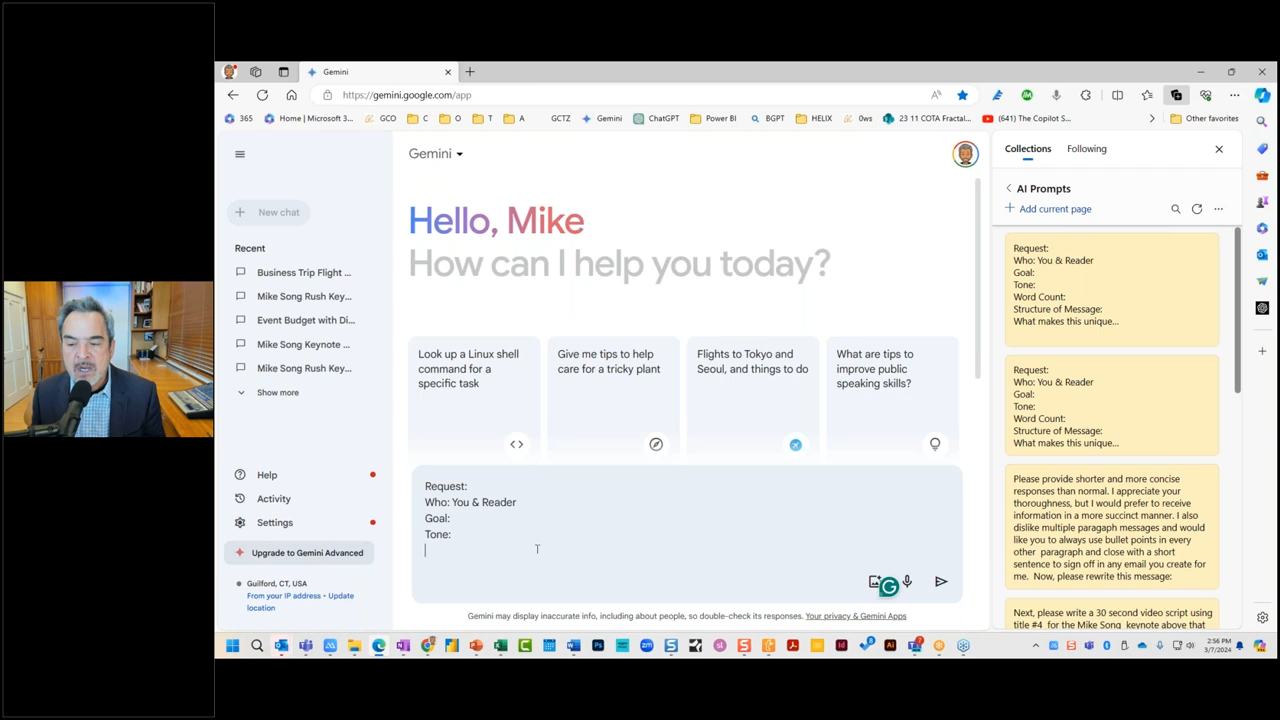 Gemini
https://gemini.google.com/app
365
Home | Microsoft 3...
GCO
C
O
T
A
GCTZ
Gemini
ChatGPT
Power BI
BGPT
HELIX
0ws
23 11 COTA Fractal...
(641) The Copilot S...
Other favorites
Gemini
New chat
Recent
Business Trip Flight ...
Mike Song Rush Key...
Event Budget with Di...
Mike Song Keynote ...
Mike Song Rush Key...
Show more
Help
Activity
Settings
Upgrade to Gemini Advanced
Guilford, CT, USA
From your IP address • Update
location
Hello, Mike
How can I help you today?
Look up a Linux shell
command for a
specific task
Give me tips to help
care for a tricky plant
Flights to Tokyo and
Seoul, and things to do
What are tips to
improve public
speaking skills?
Request:
Who: You & Reader
Goal:
Tone:
Gemini may display inaccurate info, including about people, so double-check its responses. Your privacy & Gemini Apps
Collections
Following
AI Prompts
Add current page
Request:
Who: You & Reader
Goal:
Tone:
Word Count:
Structure of Message:
What makes this unique...
Request:
Who: You & Reader
Goal:
Tone:
Word Count:
Structure of Message:
What makes this unique...
Please provide shorter and more concise
responses than normal. I appreciate your
thoroughness, but I would prefer to receive
information in a more succinct manner. I also
dislike multiple paragaph messages and would
like you to always use bullet points in every
other paragraph and close with a short
sentence to sign off in any email you create for
me. Now, please rewrite this message:
Next, please write a 30 second video script using
title #4 for the Mike Song keynote above that
2:56 PM
3/7/2024